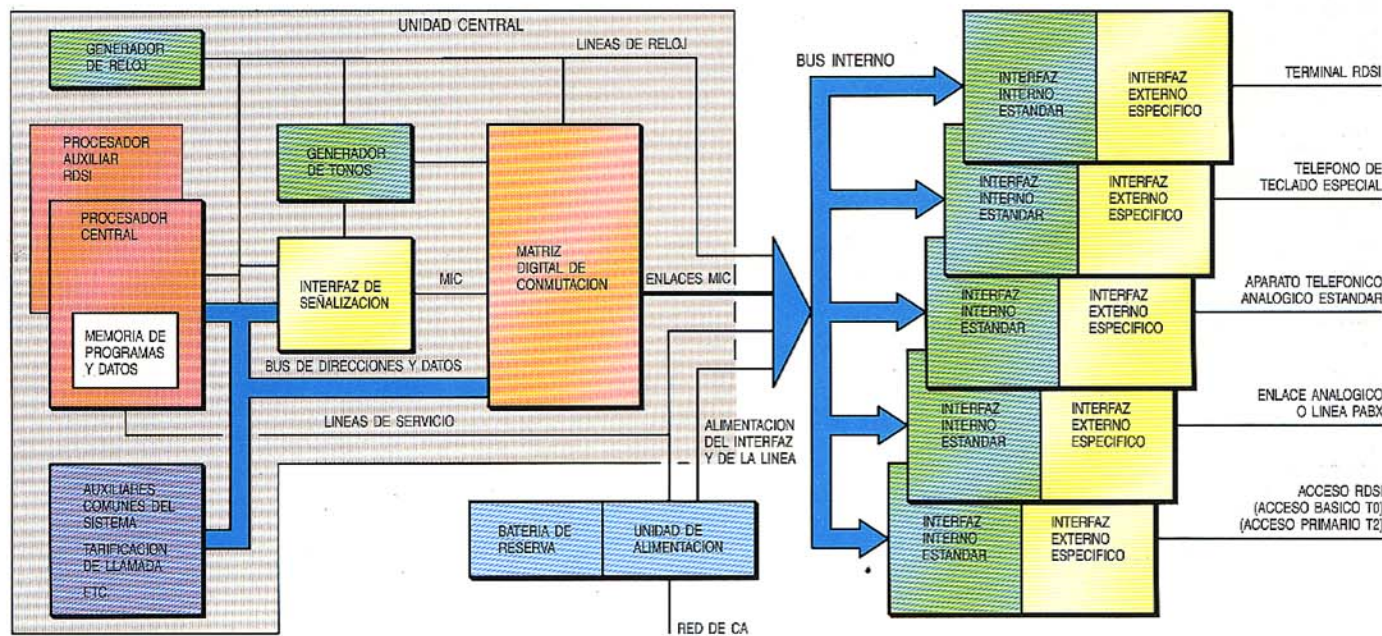 UNIDAD CENTRAL
GENERADOR
DE RELOJ
LINEAS DE RELOJ
PROCESADOR
AUXILIAR
RDSI
PROCESADOR
CENTRAL
MEMORIA DE
PROGRAMAS
Y DATOS
GENERADOR
DE TONOS
INTERFAZ DE
SEÑALIZACION
MIC
MATRIZ
DIGITAL DE
CONMUTACION
ENLACES MIC
BUS DE DIRECCIONES Y DATOS
LINEAS DE SERVICIO
AUXILIARES
COMUNES DEL
SISTEMA
TARIFICACION
DE LLAMADA
ETC.
ALIMENTACION
DEL INTERFAZ
Y DE LA LINEA
BATERIA DE
RESERVA
UNIDAD DE
ALIMENTACION
RED DE CA
BUS INTERNO
INTERFAZ
INTERNO
ESTANDAR
INTERFAZ
EXTERNO
ESPECIFICO
TERMINAL RDSI
INTERFAZ
INTERNO
ESTANDAR
INTERFAZ
EXTERNO
ESPECIFICO
TELEFONO DE
TECLADO ESPECIAL
INTERFAZ
INTERNO
ESTANDAR
INTERFAZ
EXTERNO
ESPECIFICO
APARATO TELEFONICO
ANALOGICO ESTANDAR
INTERFAZ
INTERNO
ESTANDAR
INTERFAZ
EXTERNO
ESPECIFICO
ENLACE ANALOGICO
O LINEA PABX
INTERFAZ
INTERNO
ESTANDAR
INTERFAZ
EXTERNO
ESPECIFICO
ACCESO RDSI
(ACCESO BASICO T0)
(ACCESO PRIMARIO T2)